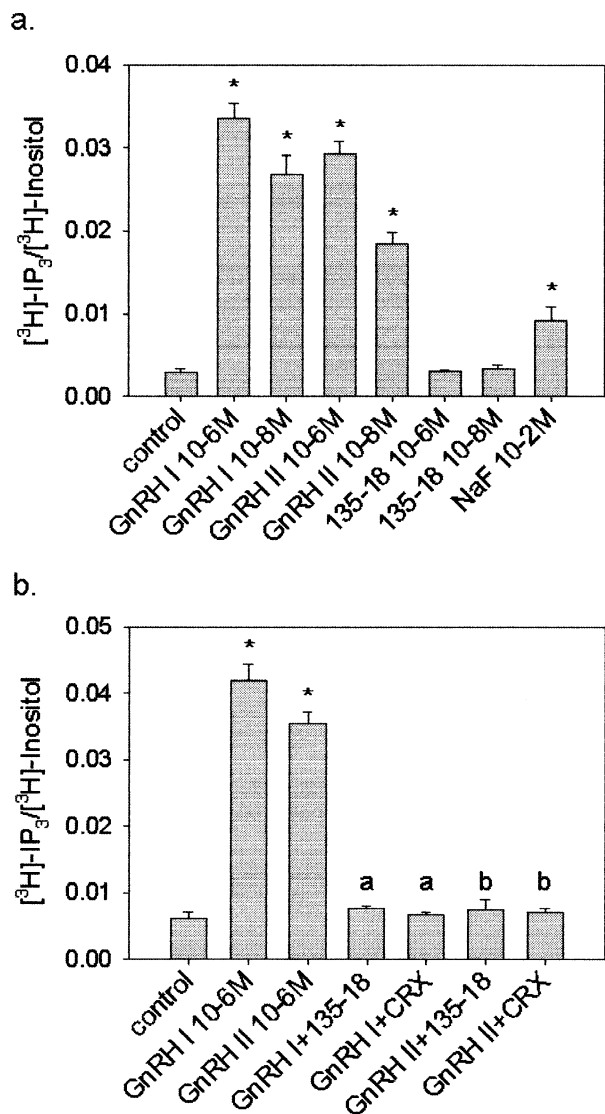 a.
[³H]-IP₃/[³H]-Inositol
0.04
0.03
0.02
0.01
0.00
*
*
*
*
*
control
GnRH I 10-6M
GnRH I 10-8M
GnRH II 10-6M
GnRH II 10-8M
135-18 10-6M
135-18 10-8M
NaF 10-2M
b.
[³H]-IP₃/[³H]-Inositol
0.05
0.04
0.03
0.02
0.01
0.00
*
*
a
a
b
b
control
GnRH I 10-6M
GnRH II 10-6M
GnRH I+135-18
GnRH I+CRX
GnRH II+135-18
GnRH II+CRX